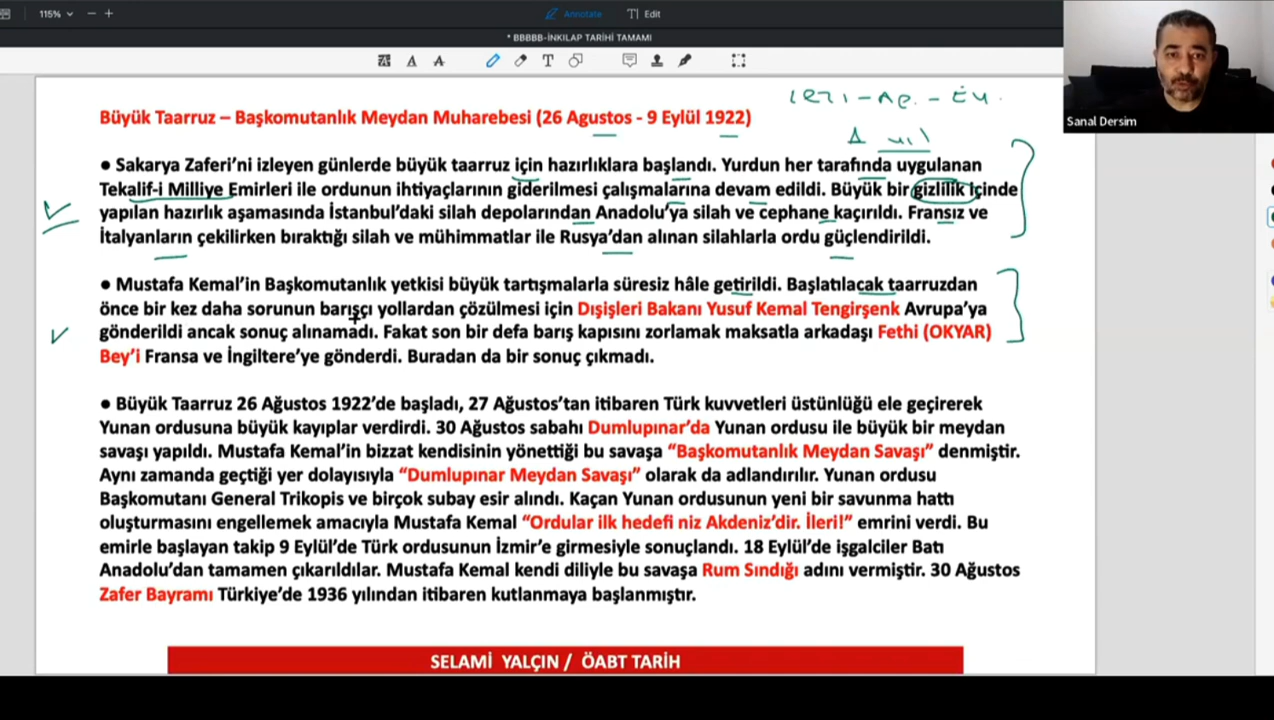 115%
Annotate
Edit
* BBBBB-İNKILAP TARİHİ TAMAMI
Sanal Dersim
Büyük Taarruz – Başkomutanlık Meydan Muharebesi (26 Agustos - 9 Eylül 1922)
● Sakarya Zaferi’ni izleyen günlerde büyük taarruz için hazırlıklara başlandı. Yurdun her tarafında uygulanan
Tekalif-i Milliye Emirleri ile ordunun ihtiyaçlarının giderilmesi çalışmalarına devam edildi. Büyük bir gizlilik içinde
yapılan hazırlık aşamasında İstanbul’daki silah depolarından Anadolu’ya silah ve cephane kaçırıldı. Fransız ve
İtalyanların çekilirken bıraktığı silah ve mühimmatlar ile Rusya’dan alınan silahlarla ordu güçlendirildi.
● Mustafa Kemal’in Başkomutanlık yetkisi büyük tartışmalarla süresiz hâle getirildi. Başlatılacak taarruzdan
önce bir kez daha sorunun barışçı yollardan çözülmesi için Dışişleri Bakanı Yusuf Kemal Tengirşenk Avrupa’ya
gönderildi ancak sonuç alınamadı. Fakat son bir defa barış kapısını zorlamak maksatla arkadaşı Fethi (OKYAR)
Bey’i Fransa ve İngiltere’ye gönderdi. Buradan da bir sonuç çıkmadı.
● Büyük Taarruz 26 Ağustos 1922’de başladı, 27 Ağustos’tan itibaren Türk kuvvetleri üstünlüğü ele geçirerek
Yunan ordusuna büyük kayıplar verdirdi. 30 Ağustos sabahı Dumlupınar’da Yunan ordusu ile büyük bir meydan
savaşı yapıldı. Mustafa Kemal’in bizzat kendisinin yönettiği bu savaşa “Başkomutanlık Meydan Savaşı” denmiştir.
Aynı zamanda geçtiği yer dolayısıyla “Dumlupınar Meydan Savaşı” olarak da adlandırılır. Yunan ordusu
Başkomutanı General Trikopis ve birçok subay esir alındı. Kaçan Yunan ordusunun yeni bir savunma hattı
oluşturmasını engellemek amacıyla Mustafa Kemal “Ordular ilk hedefi niz Akdeniz’dir. İleri!” emrini verdi. Bu
emirle başlayan takip 9 Eylül’de Türk ordusunun İzmir’e girmesiyle sonuçlandı. 18 Eylül’de işgalciler Batı
Anadolu’dan tamamen çıkarıldılar. Mustafa Kemal kendi diliyle bu savaşa Rum Sındığı adını vermiştir. 30 Ağustos
Zafer Bayramı Türkiye’de 1936 yılından itibaren kutlanmaya başlanmıştır.
SELAMİ YALÇIN / ÖABT TARİH